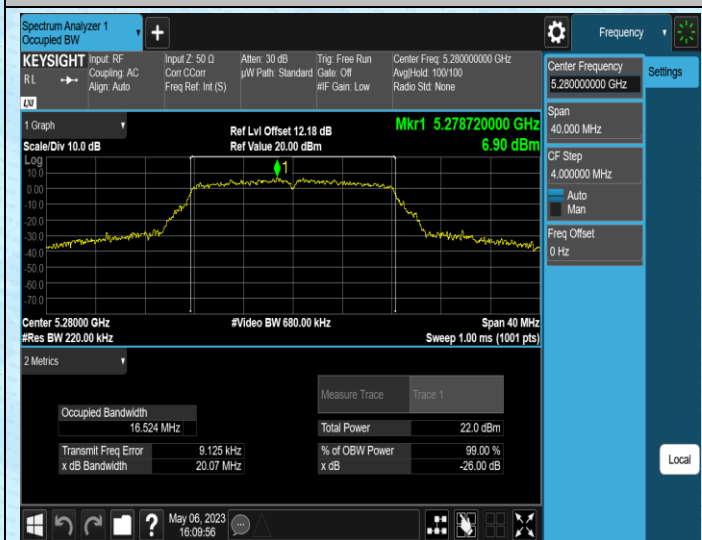 Spectrum Analyzer 1
Occupied BW
Frequency
KEYSIGHT
R L
LXI
Input: RF
Coupling: AC
Align: Auto
Input Z: 50 Ω
Corr CCorr
Freq Ref: Int (S)
Atten: 30 dB
µW Path: Standard
Trig: Free Run
Gate: Off
#IF Gain: Low
Center Freq: 5.280000000 GHz
Avg|Hold: 100/100
Radio Std: None
Center Frequency
5.280000000 GHz
Settings
Span
40.000 MHz
CF Step
4.000000 MHz
Auto
Man
Freq Offset
0 Hz
Local
1 Graph
Scale/Div 10.0 dB
Ref Lvl Offset 12.18 dB
Ref Value 20.00 dBm
Mkr1 5.278720000 GHz
6.90 dBm
Log
10.0
0.00
-10.0
-20.0
-30.0
-40.0
-50.0
-60.0
-70.0
1
Center 5.28000 GHz
#Video BW 680.00 kHz
Span 40 MHz
#Res BW 220.00 kHz
Sweep 1.00 ms (1001 pts)
2 Metrics
Measure Trace Trace 1
Occupied Bandwidth
16.524 MHz
Total Power 22.0 dBm
Transmit Freq Error 9.125 kHz
% of OBW Power 99.00 %
x dB Bandwidth 20.07 MHz
x dB -26.00 dB
?
May 06, 2023
16:09:56